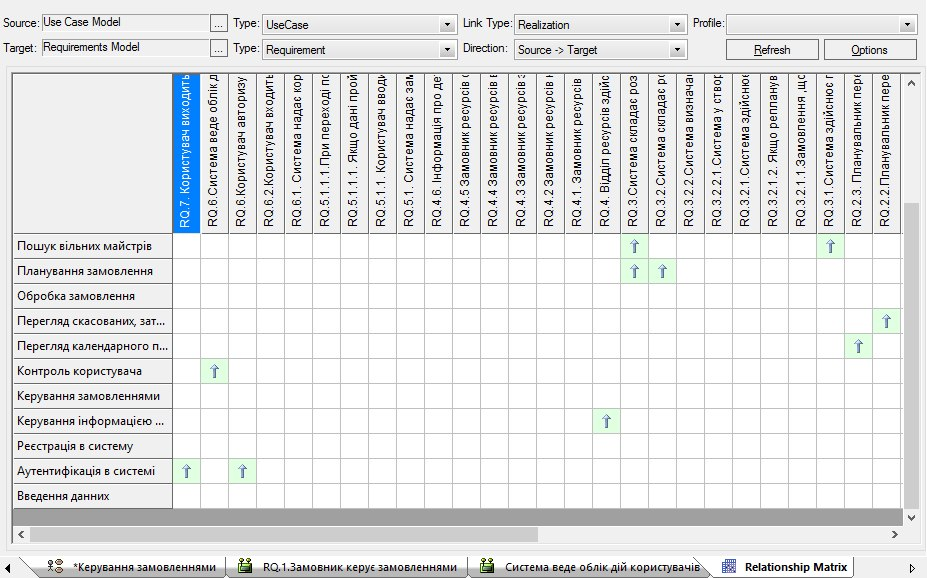 Source: Use Case Model ... Type: UseCase Link Type: Realization Profile:
Target: Requirements Model ... Type: Requirement Direction: Source -> Target Refresh Options
RQ.7. Користувач виходить
RQ.6.Система веде облік д
RQ.6.Користувач авторизу
RQ.6.2.Користувач входить
RQ.6.1. Система надає кор
RQ.5.1.1.1.При переході по
RQ.5.1.1.1. Якщо дані прой
RQ.5.1.1. Користувач вводи
RQ.5.1. Система надає зам
RQ.4.6. Інформація про де
RQ.4.5 Замовник ресурсів
RQ.4.4 Замовник ресурсів
RQ.4.3 Замовник ресурсів
RQ.4.2 Замовник ресурсів
RQ.4.1. Замовник ресурсів
RQ.4. Відділ ресурсів здій
RQ.3.Система складає роз
RQ.3.2.Система складає ро
RQ.3.2.2.Система визначає
RQ.3.2.2.1.Система у створ
RQ.3.2.1.Система здійснює
RQ.3.2.1.2. Якщо репланув
RQ.3.2.1.1.Замовлення ,що
RQ.3.1.Система здійснює
RQ.2.3. Планувальник пере
RQ.2.2.Планувальник пере
Пошук вільних майстрів
Планування замовлення
Обробка замовлення
Перегляд скасованих, зат...
Перегляд календарного п...
Контроль користувача
Керування замовленнями
Керування інформацією ...
Реєстрація в систему
Аутентифікація в системі
Введення данних
*Керування замовленнями RQ.1.Замовник керує замовленнями Система веде облік дій користувачів Relationship Matrix